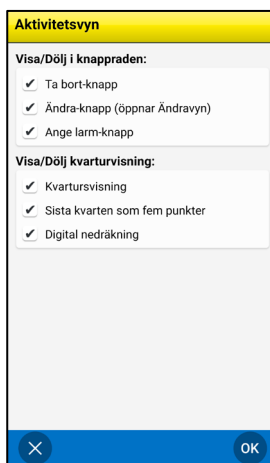 Aktivitetsvyn
Visa/Dölj i knappraden:
Ta bort-knapp
Ändra-knapp (öppnar Ändravyn)
Ange larm-knapp
Visa/Dölj kvarturvisning:
Kvartursvisning
Sista kvarten som fem punkter
Digital nedräkning
OK